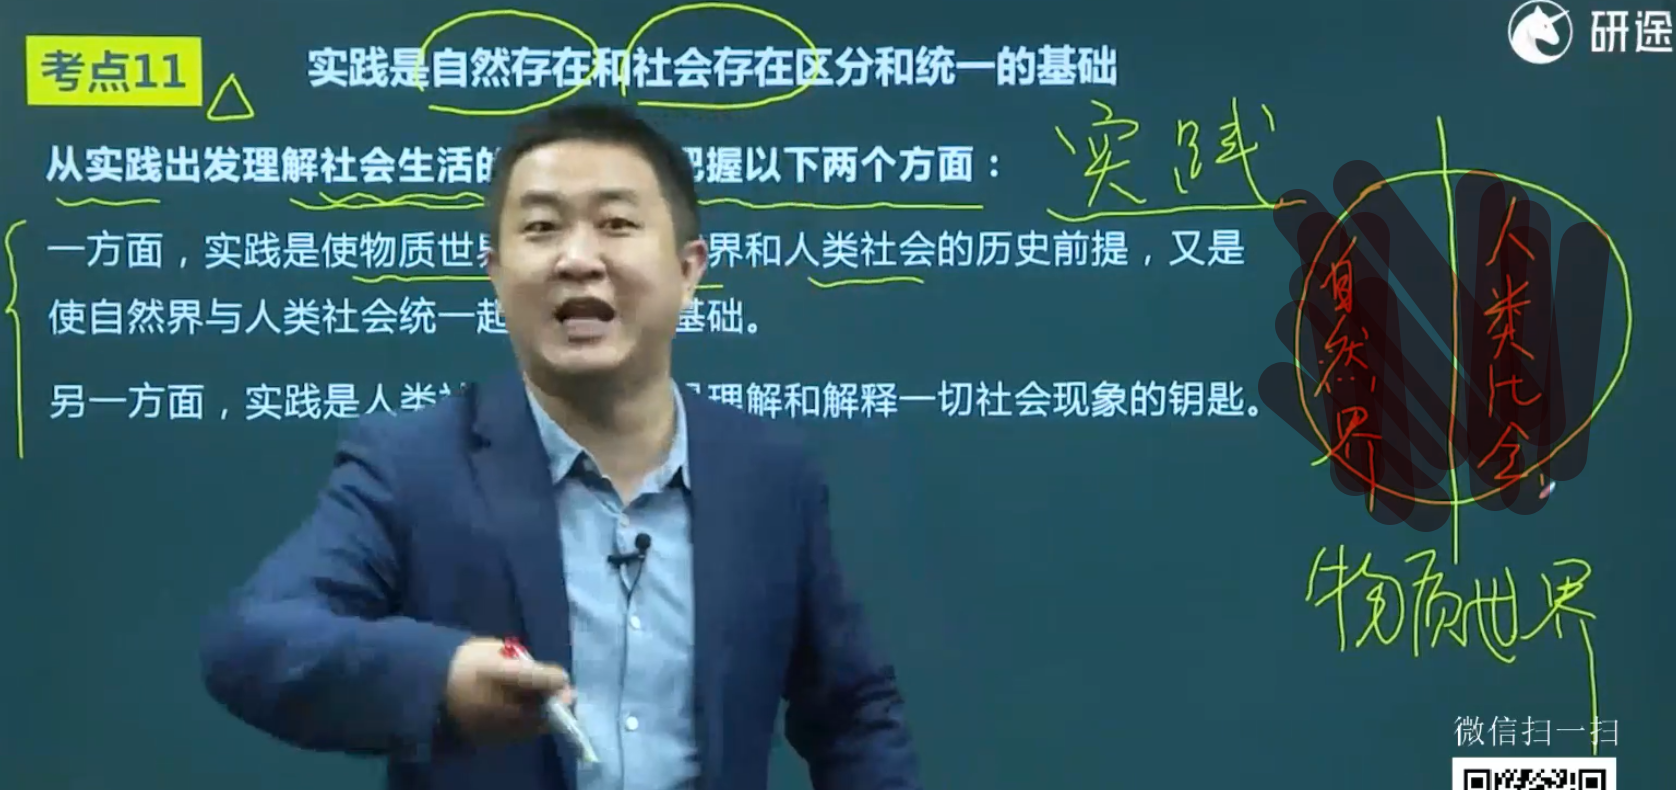 研途
考点11
实践是自然存在和社会存在区分和统一的基础
从实践出发理解社会生活的 把握以下两个方面：
实践
一方面，实践是使物质世界 界和人类社会的历史前提，又是
使自然界与人类社会统一起 基础。
另一方面，实践是人类社 理解和解释一切社会现象的钥匙。
自然界
人类社会
物质世界
微信扫一扫